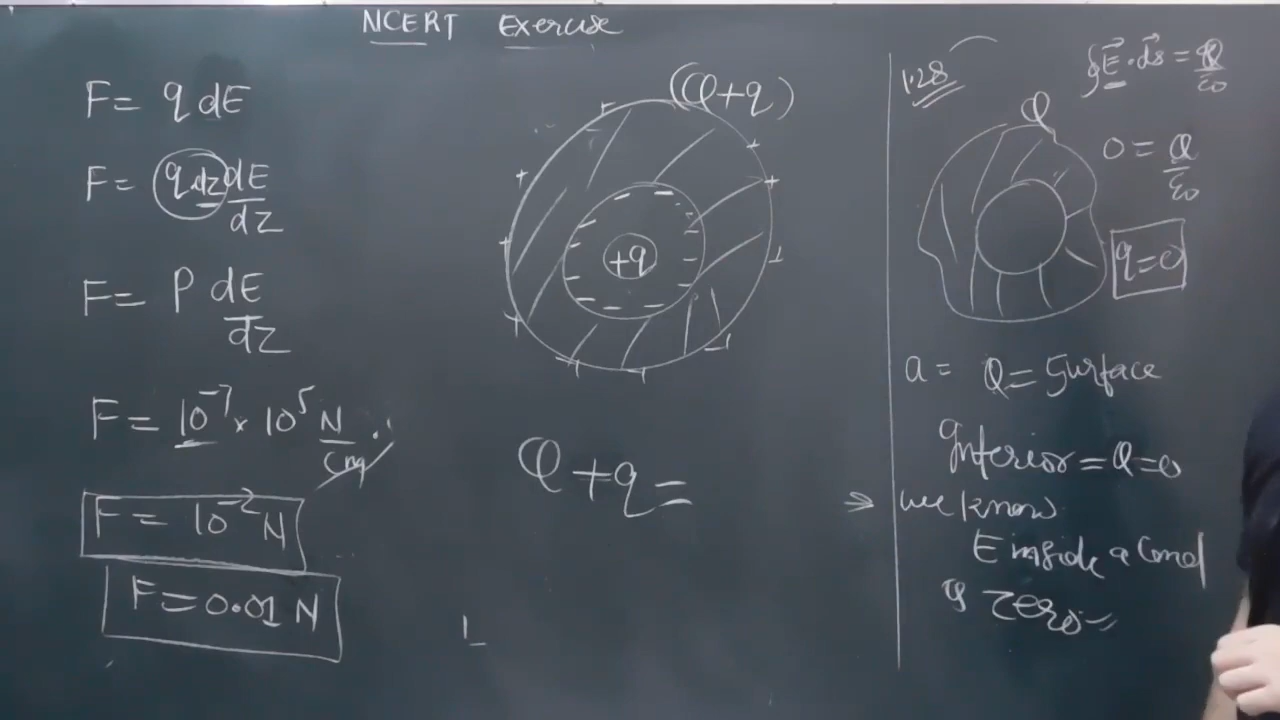 NCERT Exercise
F = q dE
F = q dz dE/dz
F = P dE/dz
F = 10⁻⁷ × 10⁵ N/Cm
F = 10⁻² N
F = 0.01 N
(Q+q)
+q
Q + q =
1.28
∮E⃗·d⃗s = Q/ε0
Q
0 = Q/ε0
q=0
a = Q = Surface
Interior = Q = 0
→ we know
E inside a Cond
is Zero =